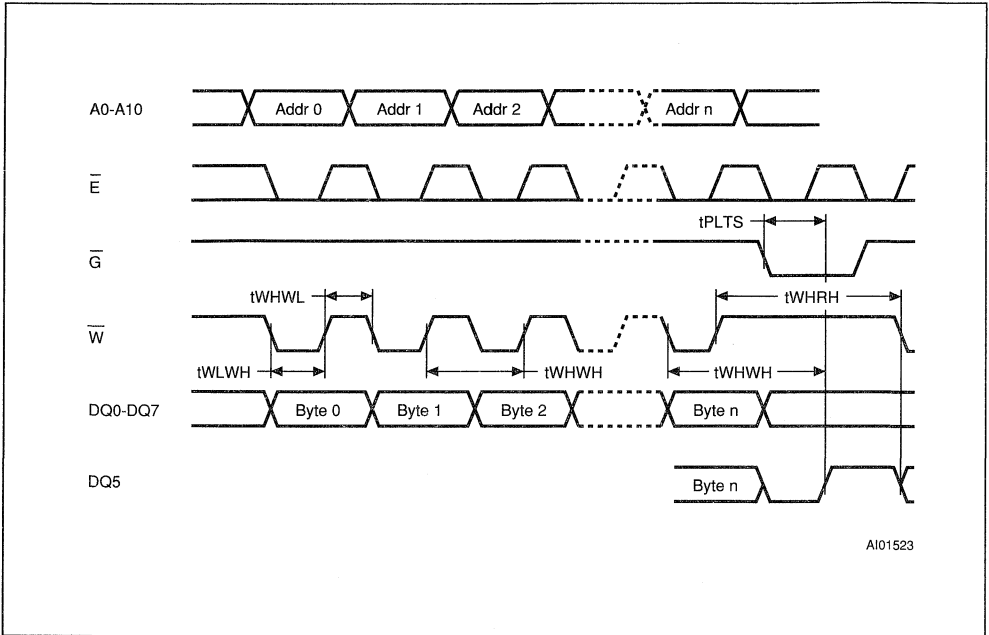 A0-A10 Addr 0 Addr 1 Addr 2 Addr n
E
tPLTS
G
tWHWL tWHRH
W
tWLWH tWHWH tWHWH
DQ0-DQ7 Byte 0 Byte 1 Byte 2 Byte n
DQ5 Byte n
AI01523